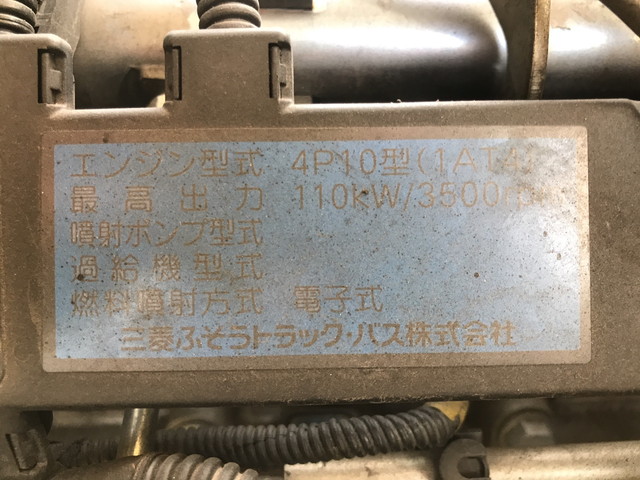 エンジン型式 4P10型(1AT4)
最高出力 110kW/3500rpm
噴射ポンプ型式
過給機型式
燃料噴射方式 電子式
三菱ふそうトラック・バス株式会社